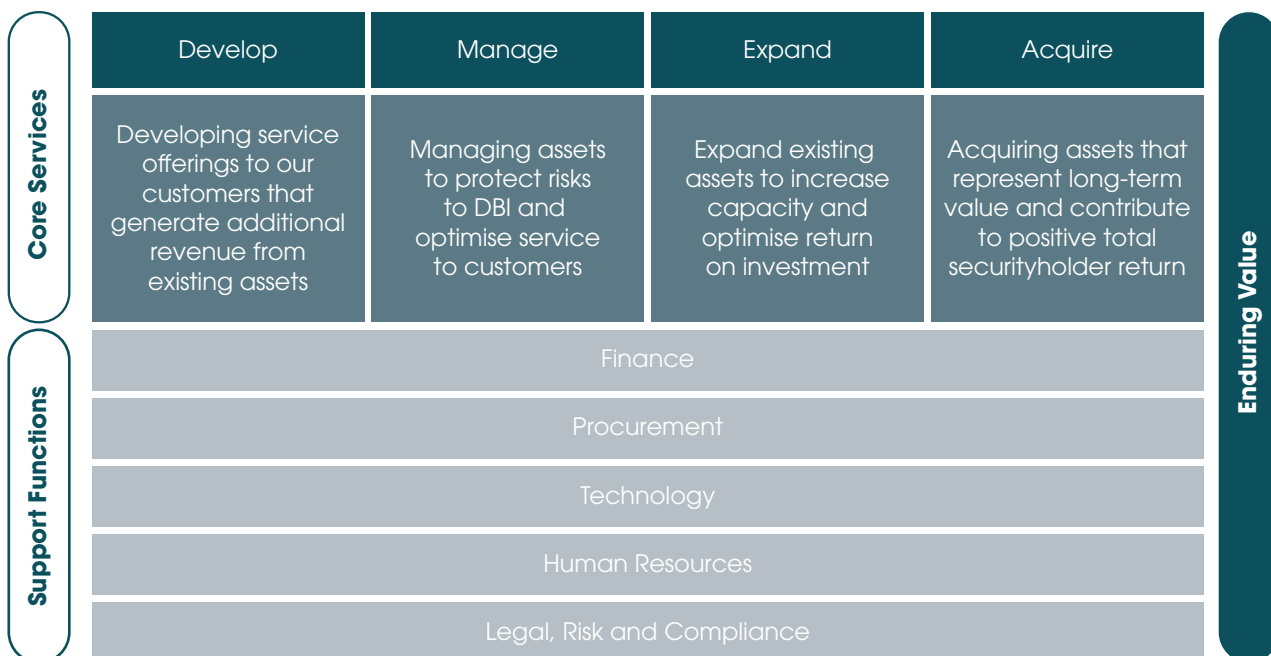 Core Services
Develop
Developing service
offerings to our
customers that
generate additional
revenue from
existing assets
Manage
Managing assets
to protect risks
to DBI and
optimise service
to customers
Expand
Expand existing
assets to increase
capacity and
optimise return
on investment
Acquire
Acquiring assets that
represent long-term
value and contribute
to positive total
securityholder return
Support Functions
Finance
Procurement
Technology
Human Resources
Legal, Risk and Compliance
Enduring Value